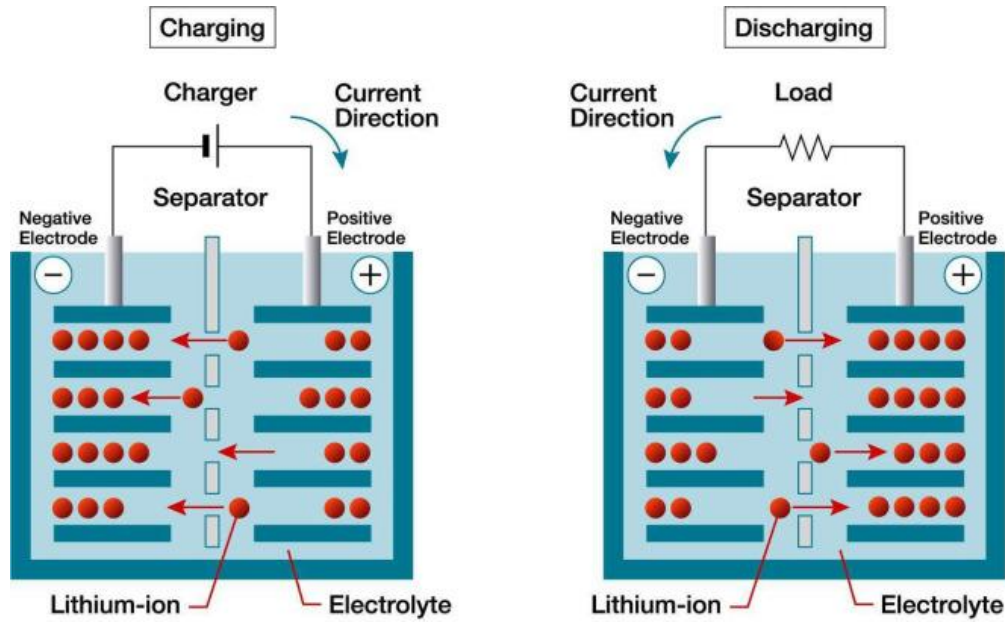 Charging
Charger
Current
Direction
Separator
Negative
Electrode
Positive
Electrode
−
+
Lithium-ion
Electrolyte
Discharging
Current
Direction
Load
Separator
Negative
Electrode
Positive
Electrode
−
+
Lithium-ion
Electrolyte